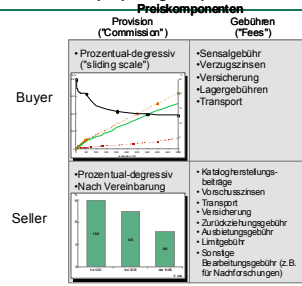 Preiskomponenten
Provision
("Commission")
Gebühren
("Fees")
Buyer
• Prozentual-degressiv
("sliding scale")
•Sensalgebühr
•Verzugszinsen
•Versicherung
•Lagergebühren
•Transport
Seller
•Prozentual-degressiv
•Nach Vereinbarung
• Katalogherstellungs-
beiträge
• Vorschusszinsen
• Transport
• Versicherung
• Zurückziehungsgebühr
• Ausbietungsgebühr
• Limitgebühr
• Sonstige
Bearbeitungsgebühr (z.B.
für Nachforschungen)